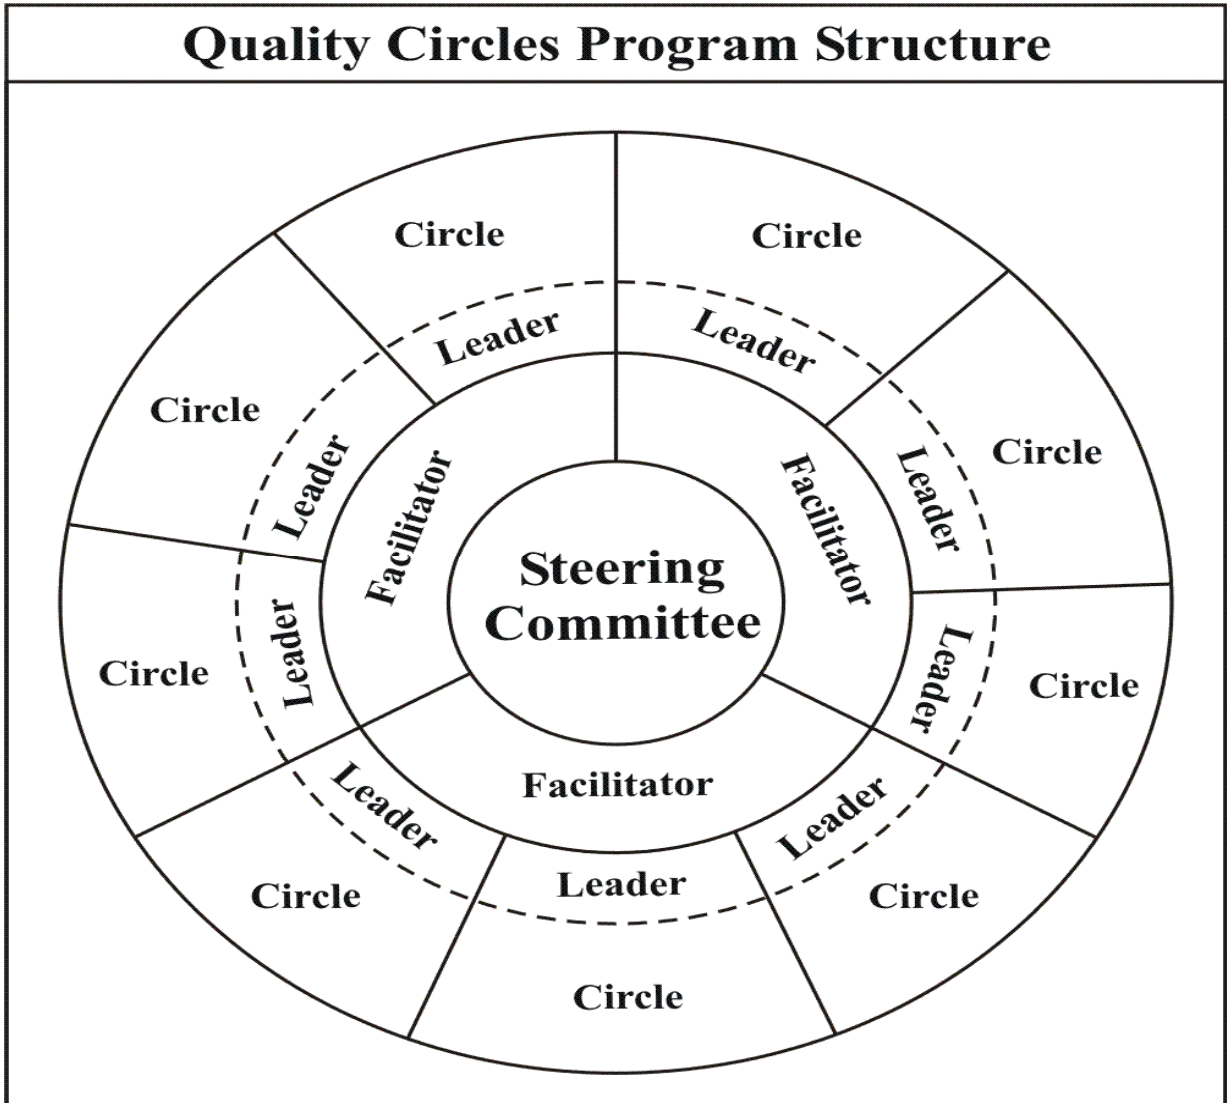 Quality Circles Program Structure
Circle
Circle
Leader
Leader
Circle
Circle
Leader
Leader
Facilitator
Facilitator
Steering
Committee
Circle
Leader
Leader
Circle
Facilitator
Leader
Leader
Leader
Circle
Circle
Circle